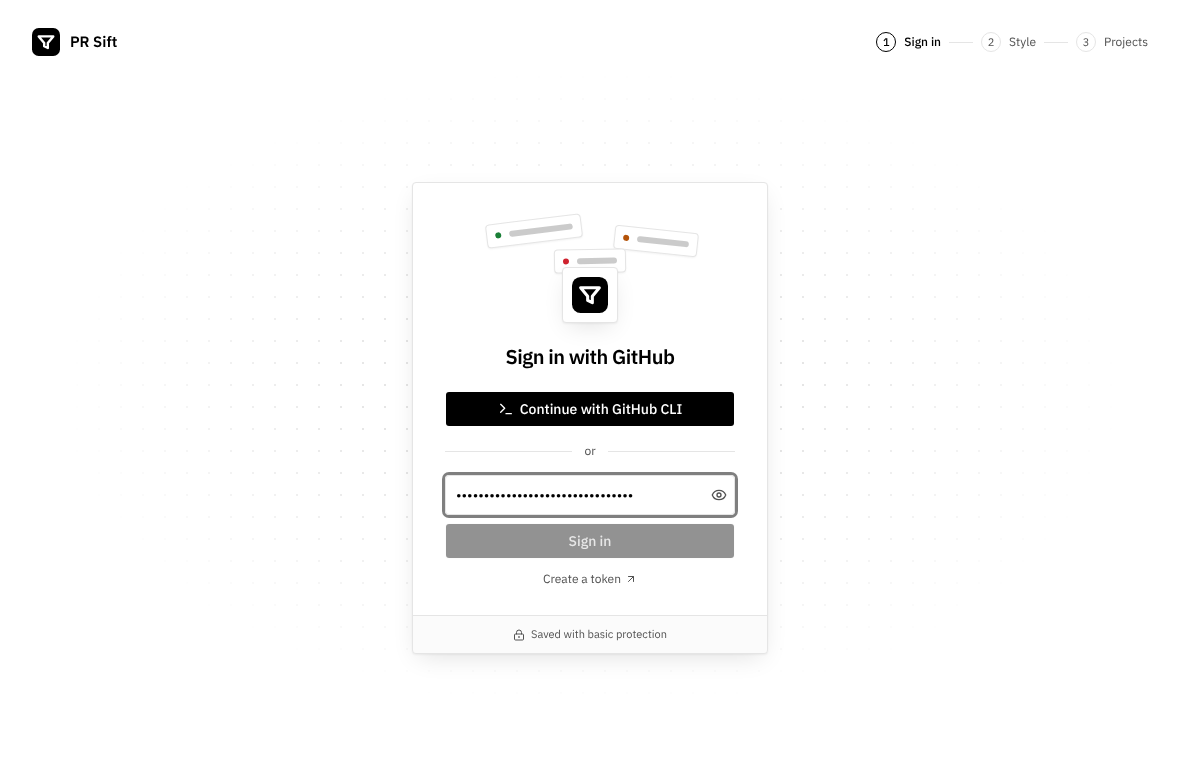 PR Sift
1 Sign in
2 Style
3 Projects
Sign in with GitHub
Continue with GitHub CLI
or
••••••••••••••••••••••••••••••••
Sign in
Create a token
Saved with basic protection